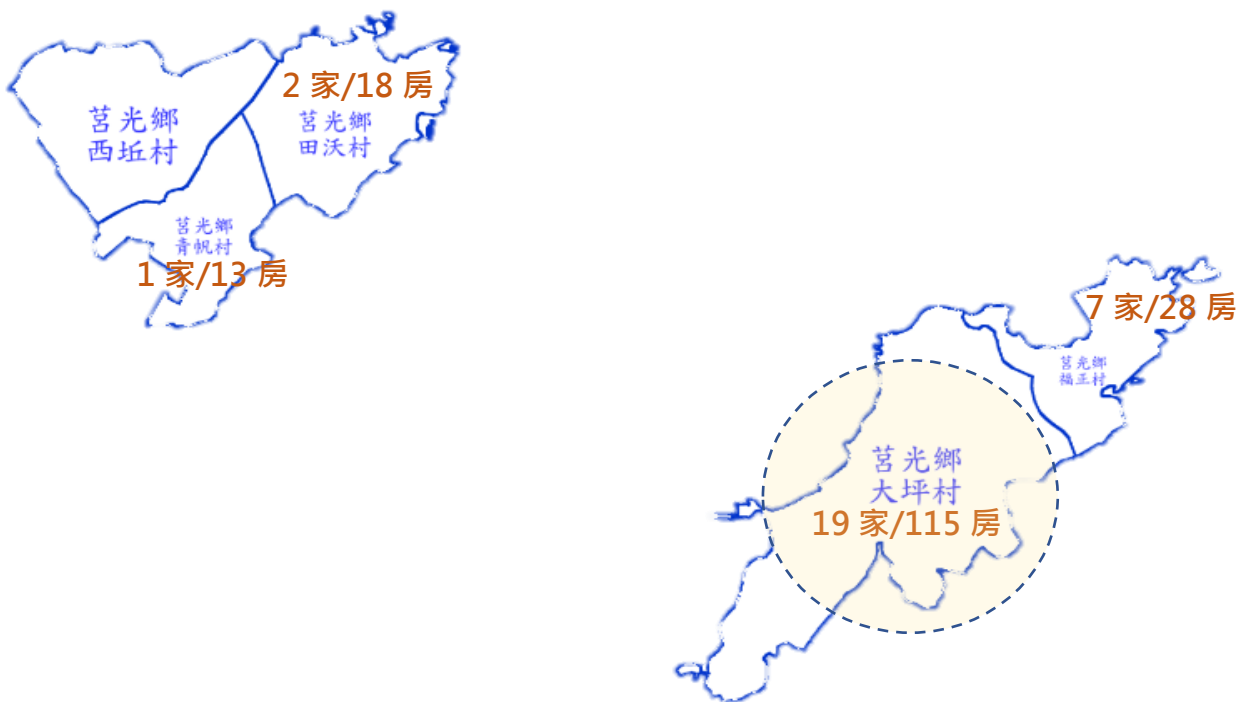 2 家/18 房
莒光鄉
田沃村
莒光鄉
西坵村
莒光鄉
青帆村
1 家/13 房
7 家/28 房
莒光鄉
福正村
莒光鄉
大坪村
19 家/115 房